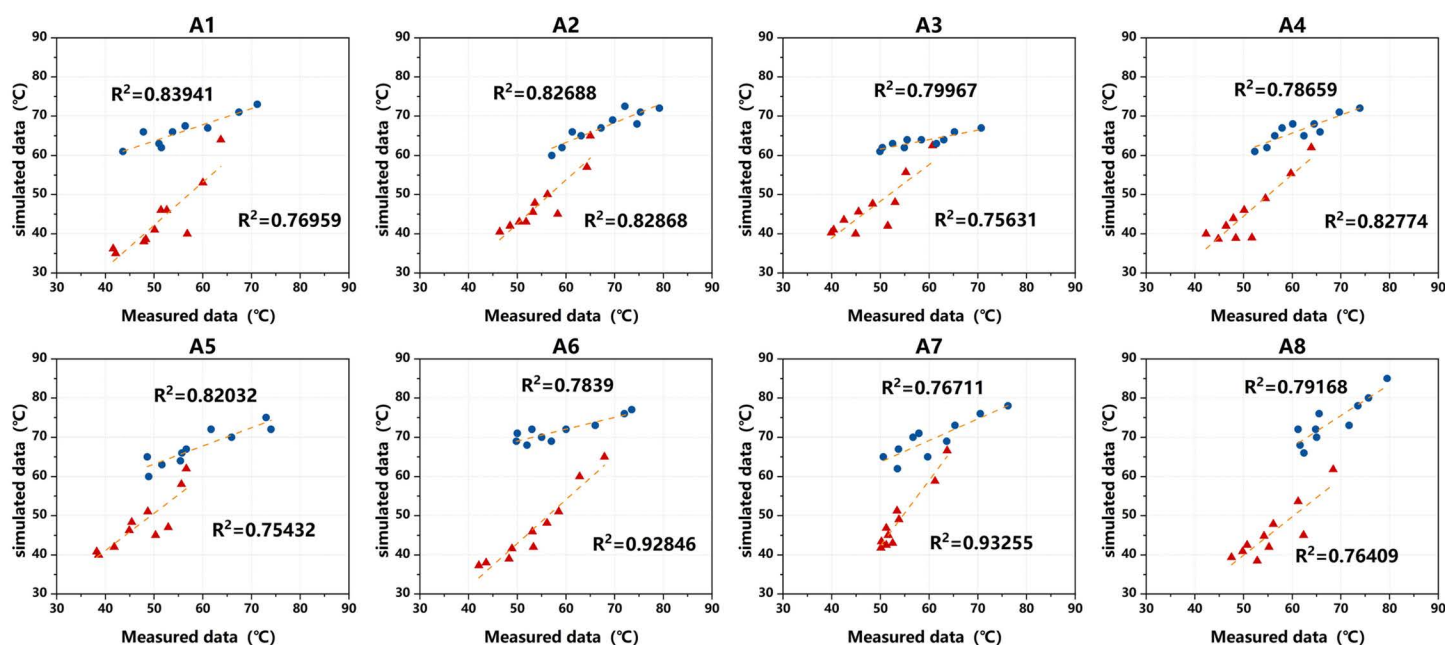 A1
A2
A3
A4
90
80
70
60
50
40
30
simulated data (℃)
R²=0.83941
R²=0.76959
30 40 50 60 70 80 90
Measured data (℃)
90
80
70
60
50
40
30
simulated data (℃)
R²=0.82688
R²=0.82868
30 40 50 60 70 80 90
Measured data (℃)
90
80
70
60
50
40
30
simulated data (℃)
R²=0.79967
R²=0.75631
30 40 50 60 70 80 90
Measured data (℃)
90
80
70
60
50
40
30
simulated data (℃)
R²=0.78659
R²=0.82774
30 40 50 60 70 80 90
Measured data (℃)
A5
A6
A7
A8
90
80
70
60
50
40
30
simulated data (℃)
R²=0.82032
R²=0.75432
30 40 50 60 70 80 90
Measured data (℃)
90
80
70
60
50
40
30
simulated data (℃)
R²=0.7839
R²=0.92846
30 40 50 60 70 80 90
Measured data (℃)
90
80
70
60
50
40
30
simulated data (℃)
R²=0.76711
R²=0.93255
30 40 50 60 70 80 90
Measured data (℃)
90
80
70
60
50
40
30
simulated data (℃)
R²=0.79168
R²=0.76409
30 40 50 60 70 80 90
Measured data (℃)